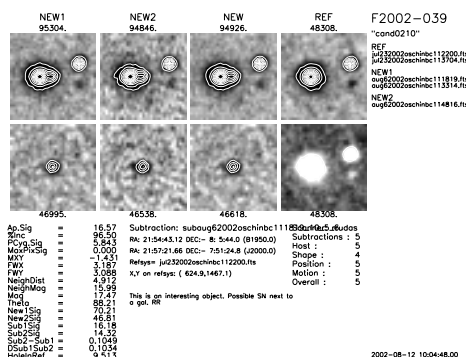 NEW1 NEW2 NEW REF F2002-039
95304. 94846. 94926. 48308. "cand0210"
REF
jul232002oschinbc112200.fts
jul232002oschinbc113704.fts
NEW1
aug62002oschinbc111819.fts
aug62002oschinbc113314.fts
NEW2
aug62002oschinbc114816.fts
46995. 46538. 46618. 48308.
Ap.Sig = 16.57
%Inc = 96.50
PCyg.Sig = 5.843
MaxPixSig = 0.000
MXY = -1.431
FWX = 3.187
FWY = 3.088
NeighDist = 4.912
NeighMag = 15.99
Mag = 17.47
Theta = 88.21
New1Sig = 70.19
New2Sig = 46.81
Sub1Sig = 16.18
Sub2Sig = 14.32
Sub2-Sub1 = 0.1049
DSub1Sub2 = 0.1034
HoleInRef = 9.513
Subtraction: subaug62002oschinbc111819
RA: 21:54:43.12 DEC:- 8: 5:44.0 (B1950.0)
RA: 21:57:21.66 DEC:- 7:51:24.8 (J2000.0)
Refsys= jul232002oschinbc112200.fts
X,Y on refsys: ( 624.9,1467.1)
This is an interesting object. Possible SN next to
a gal. RR
Subtractions : 5
Host : 5
Shape : 4
Position : 5
Motion : 5
Overall : 5
2002-08-12 10:04:48.00